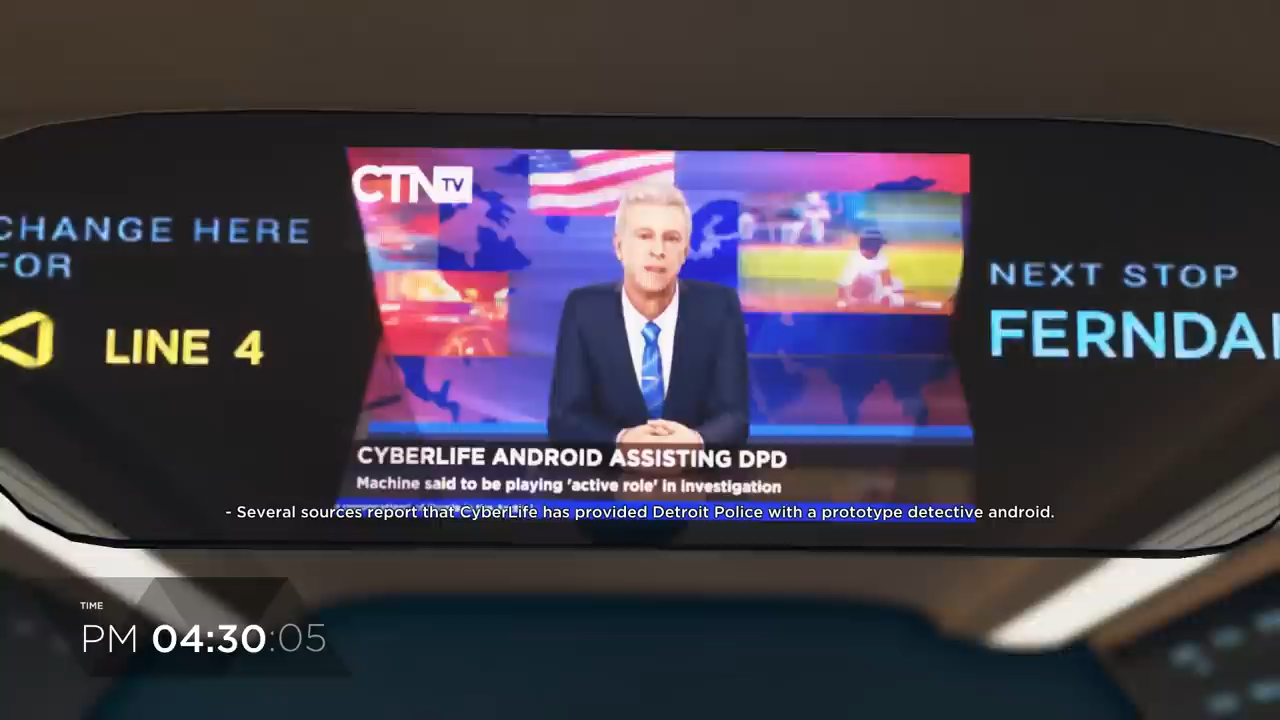 CTN TV
CHANGE HERE
FOR
LINE 4
NEXT STOP
CYBERLIFE ANDROID ASSISTING DPD
Machine said to be playing 'active role' in investigation
- Several sources report that CyberLife has provided Detroit Police with a prototype detective android.
TIME
PM 04:30:05